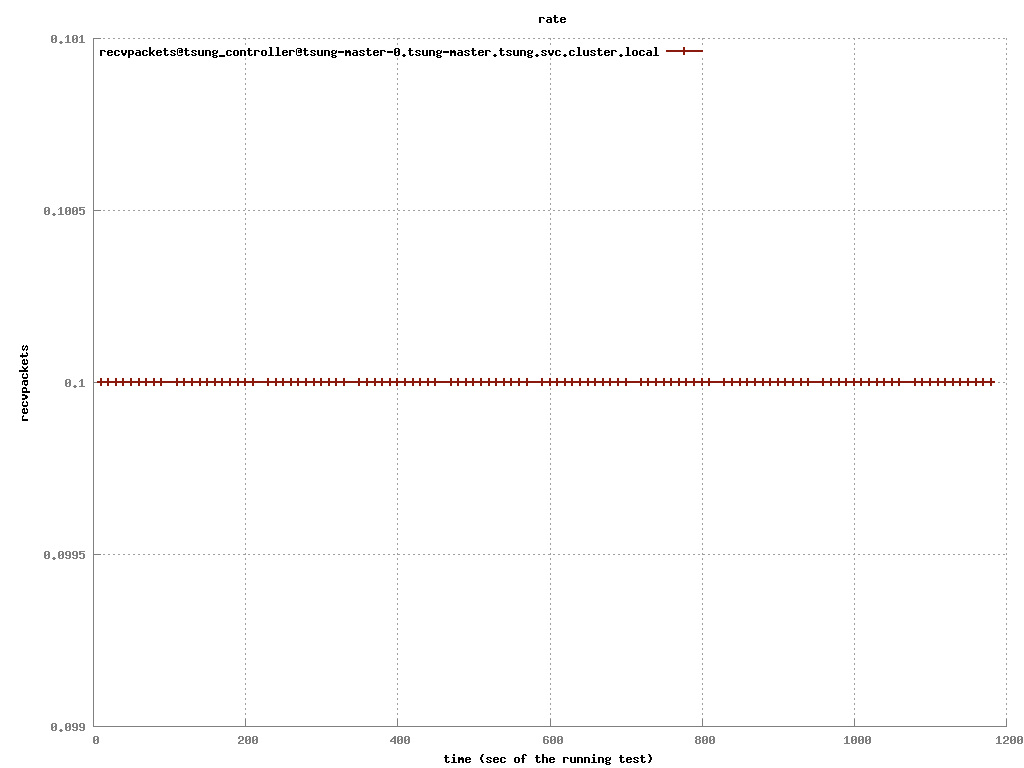 rate
0.101
recvpackets@tsung_controller@tsung-master-0.tsung-master.tsung.svc.cluster.local
0.1005
recvpackets
0.1
0.0995
0.099
0 200 400 600 800 1000 1200
time (sec of the running test)